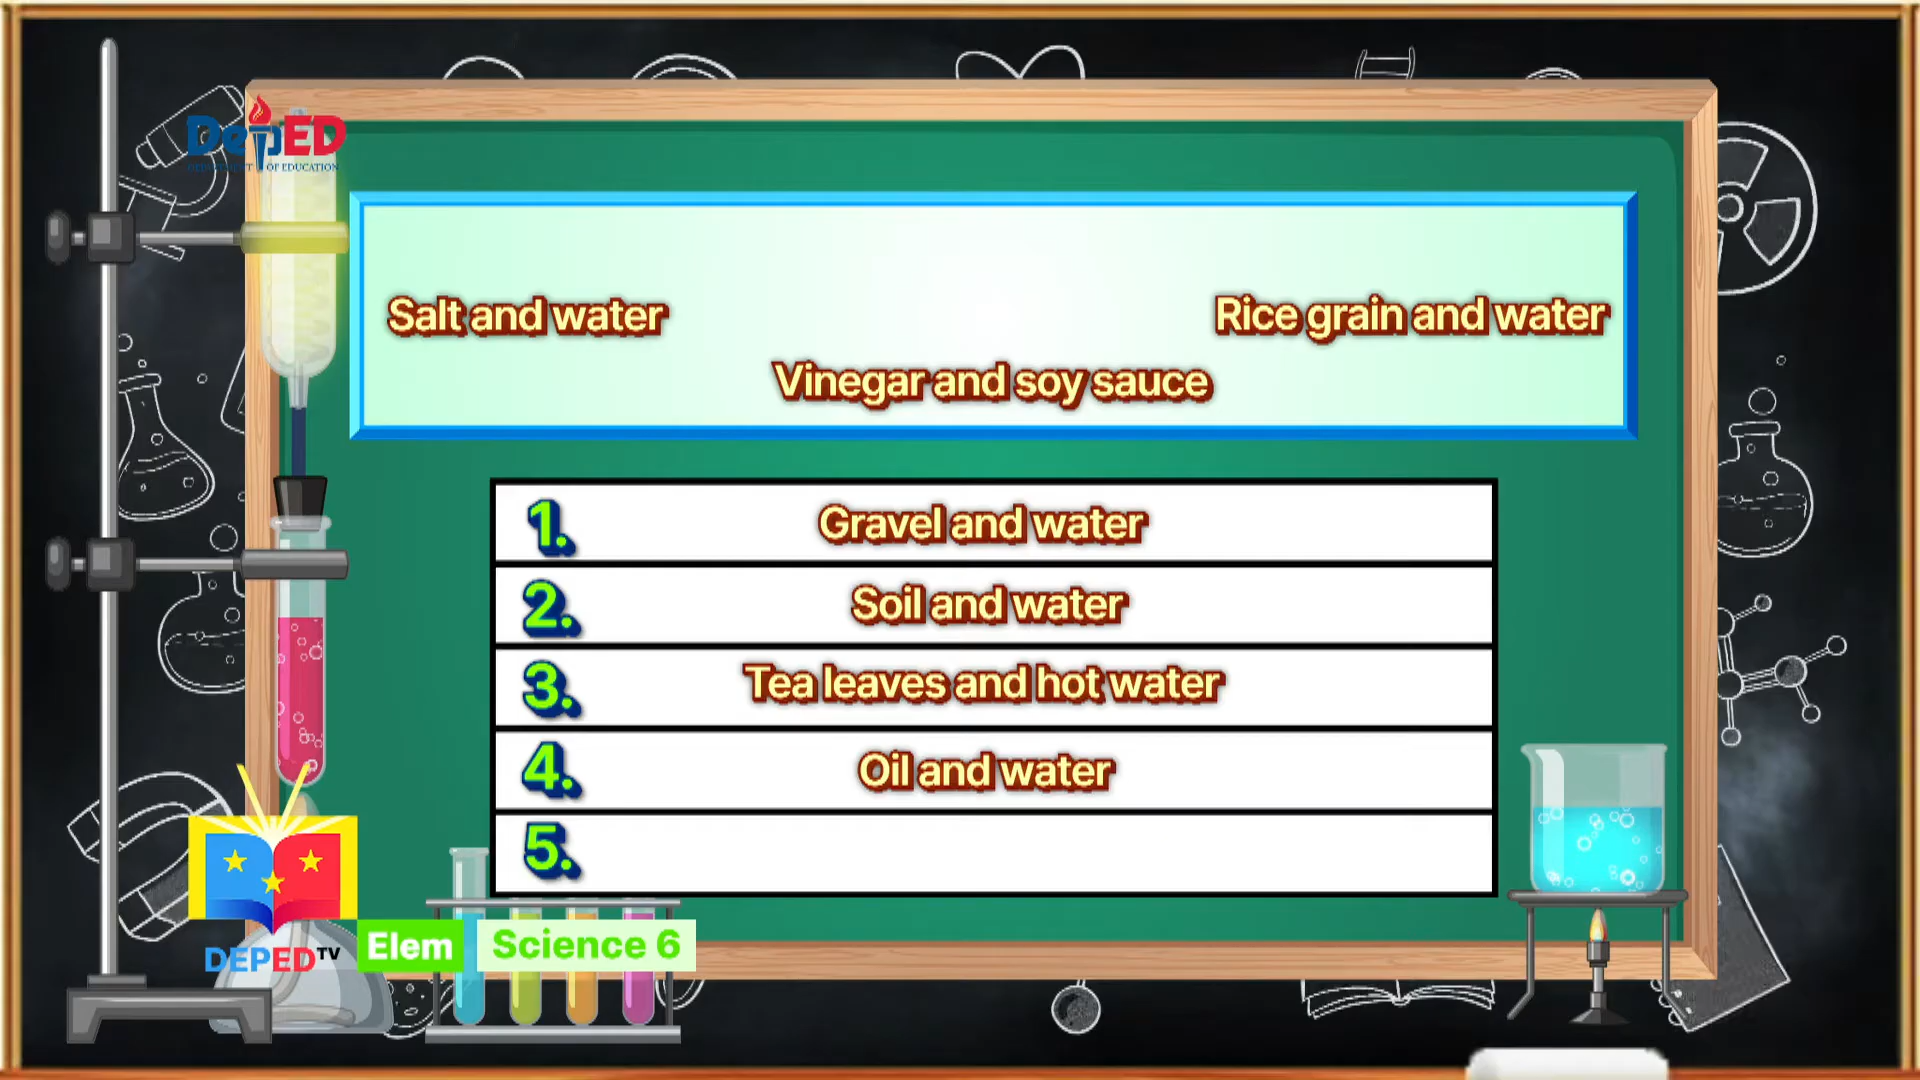 DepED
DEPARTMENT OF EDUCATION
Salt and water
Rice grain and water
Vinegar and soy sauce
1. Gravel and water
2. Soil and water
3. Tea leaves and hot water
4. Oil and water
5.
DEPED TV
Elem
Science 6